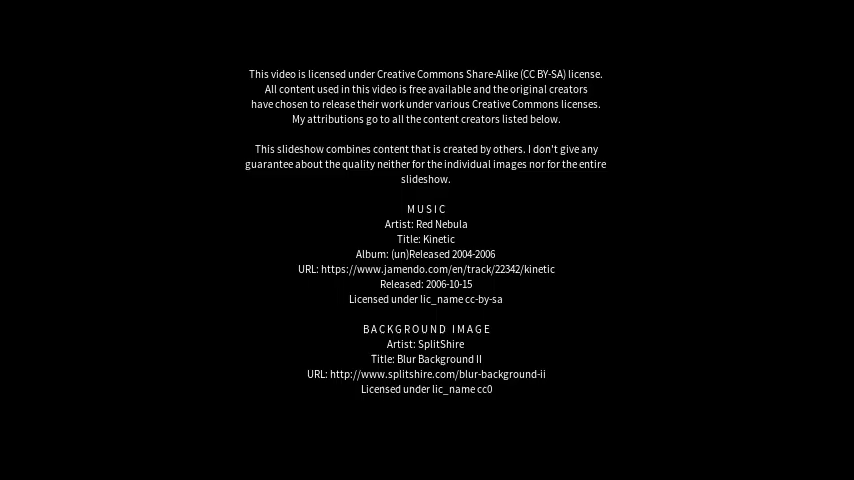 This video is licensed under Creative Commons Share-Alike (CC BY-SA) license.
All content used in this video is free available and the original creators
have chosen to release their work under various Creative Commons licenses.
My attributions go to all the content creators listed below.
This slideshow combines content that is created by others. I don't give any
guarantee about the quality neither for the individual images nor for the entire
slideshow.
MUSIC
Artist: Red Nebula
Title: Kinetic
Album: (un)Released 2004-2006
URL: https://www.jamendo.com/en/track/22342/kinetic
Released: 2006-10-15
Licensed under lic_name cc-by-sa
BACKGROUND IMAGE
Artist: SplitShire
Title: Blur Background II
URL: http://www.splitshire.com/blur-background-ii
Licensed under lic_name cc0